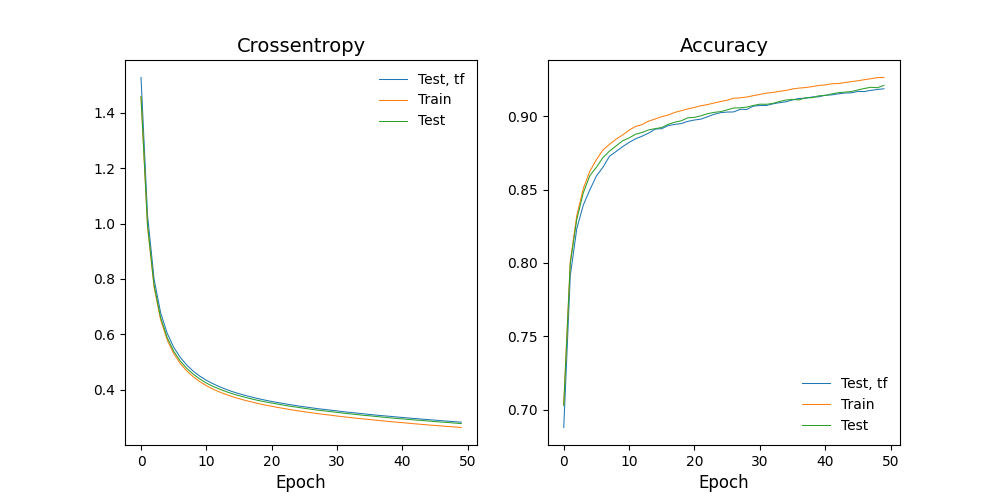 Crossentropy
Test, tf
Train
Test
1.4
1.2
1.0
0.8
0.6
0.4
0 10 20 30 40 50
Epoch
Accuracy
0.90
0.85
0.80
0.75
0.70
Test, tf
Train
Test
0 10 20 30 40 50
Epoch